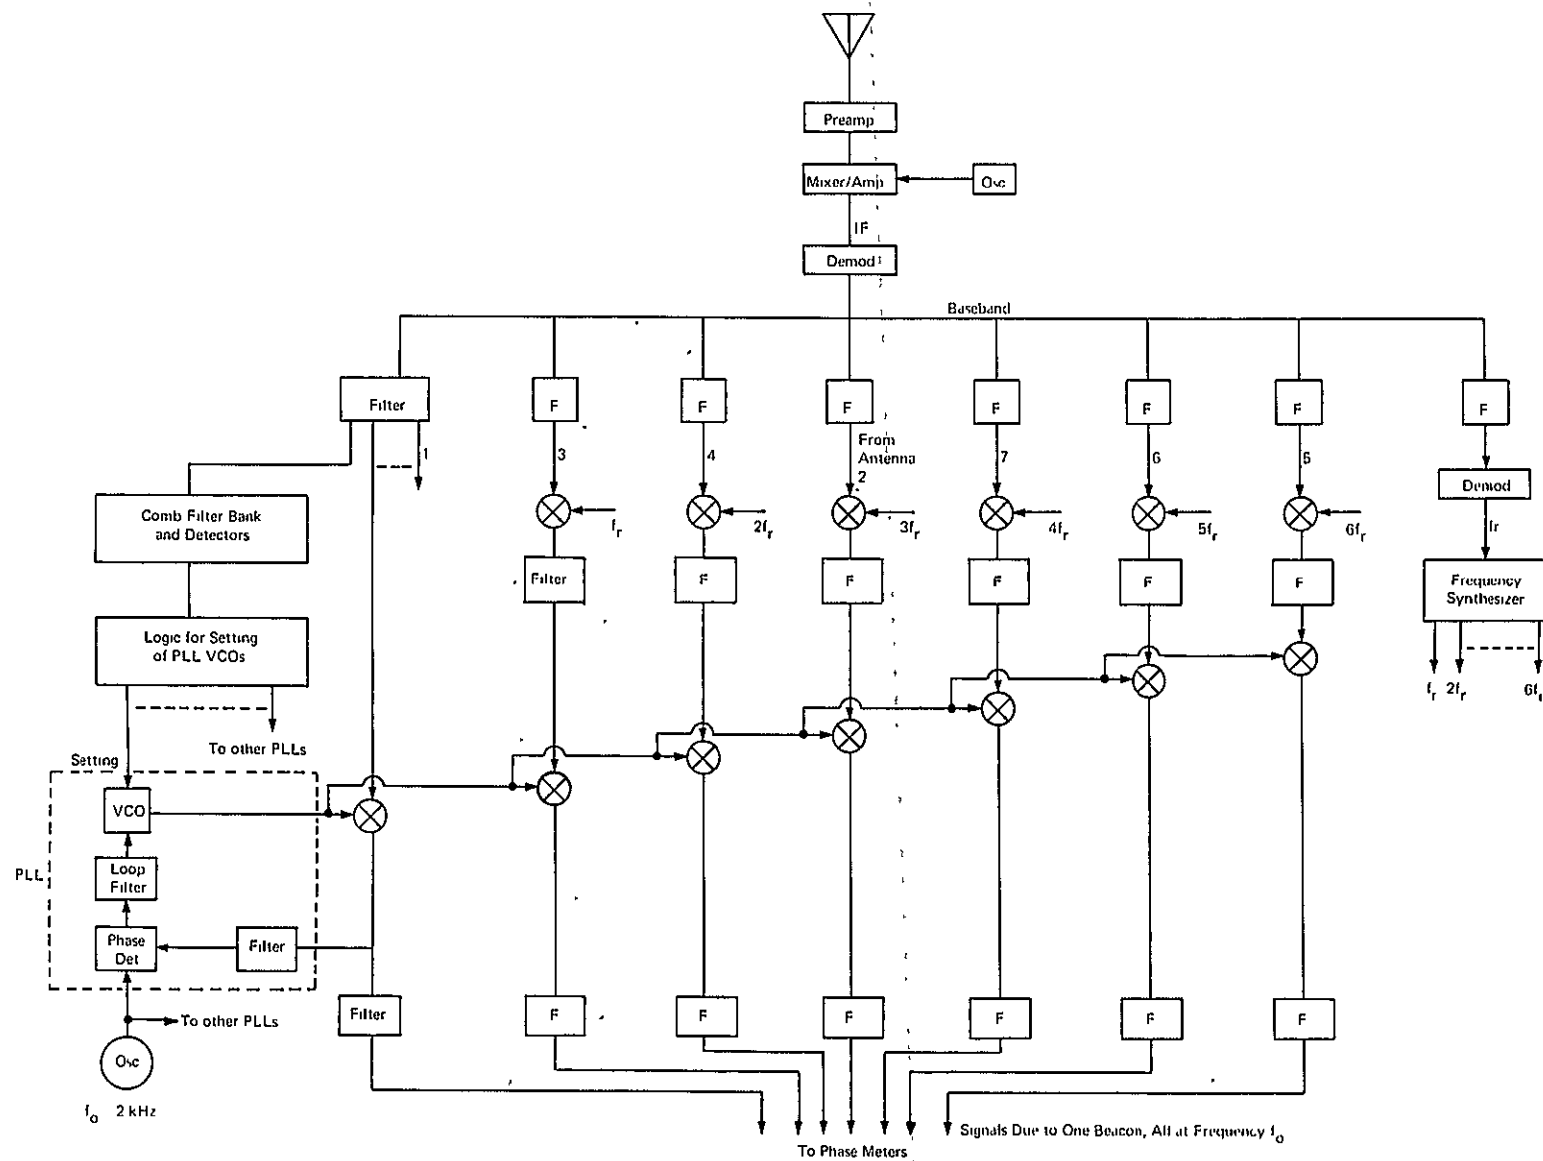 Preamp
Mixer/Amp
Osc
IF
Demod
Baseband
Filter
F
F
F
F
F
F
F
1
3
4
From
Antenna
2
7
6
5
Demod
fr
Comb Filter Bank
and Detectors
f_r
2f_r
3f_r
4f_r
5f_r
6f_r
Filter
F
F
F
F
F
Frequency
Synthesizer
Logic for Setting
of PLL VCOs
f_r 2f_r 6f_r
To other PLLs
Setting
VCO
PLL
Loop
Filter
Phase
Det
Filter
To other PLLs
Filter
F
F
F
F
F
F
Osc
f_o 2 kHz
Signals Due to One Beacon, All at Frequency f_o
To Phase Meters